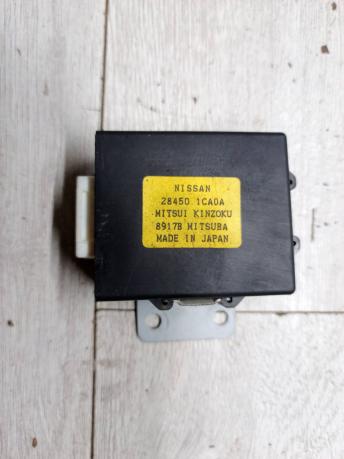 NISSAN
28450 1CA0A
MITSUI KINZOKU
8917B MITSUBA
MADE IN JAPAN